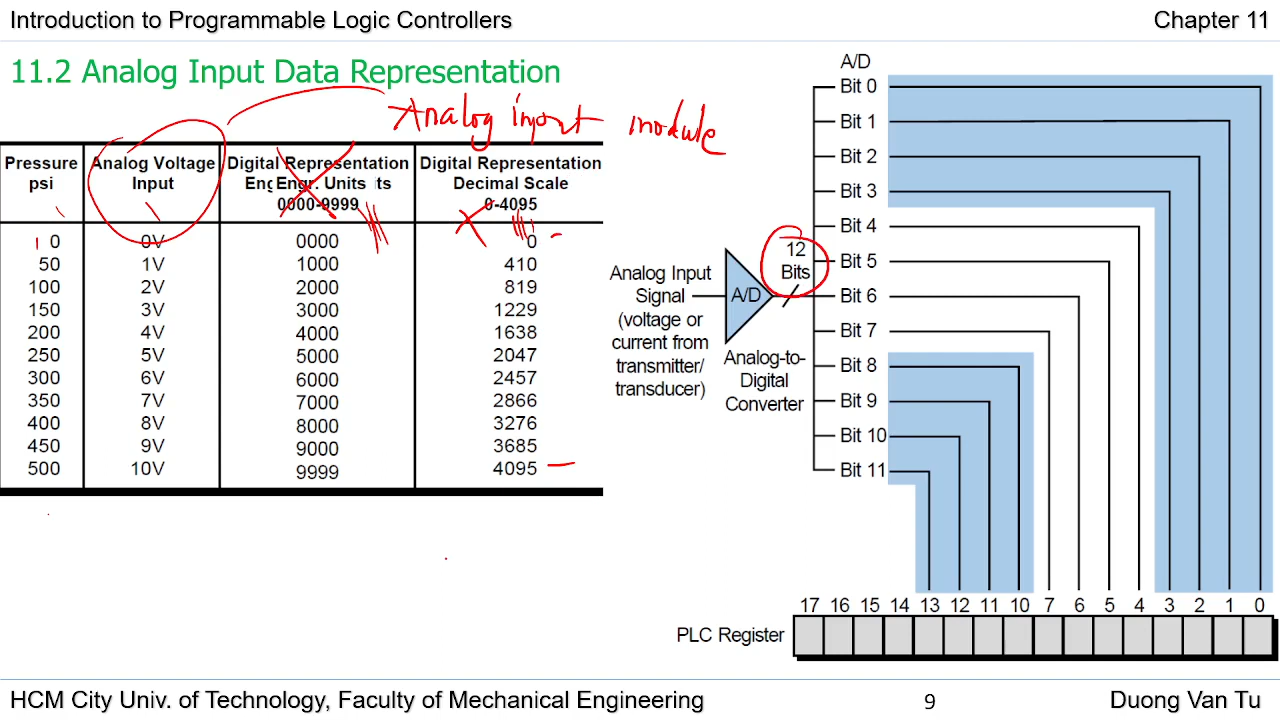 Introduction to Programmable Logic Controllers Chapter 11
11.2 Analog Input Data Representation
Analog input module
Pressure psi Analog Voltage Input Digital Representation Engr. Units 0000-9999 Digital Representation Decimal Scale 0-4095
0 0V 0000 0
50 1V 1000 410
100 2V 2000 819
150 3V 3000 1229
200 4V 4000 1638
250 5V 5000 2047
300 6V 6000 2457
350 7V 7000 2866
400 8V 8000 3276
450 9V 9000 3685
500 10V 9999 4095
Analog Input
Signal
(voltage or
current from
transmitter/
transducer)
A/D
Analog-to-
Digital
Converter
12
Bits
A/D
Bit 0
Bit 1
Bit 2
Bit 3
Bit 4
Bit 5
Bit 6
Bit 7
Bit 8
Bit 9
Bit 10
Bit 11
17 16 15 14 13 12 11 10 7 6 5 4 3 2 1 0
PLC Register
HCM City Univ. of Technology, Faculty of Mechanical Engineering 9 Duong Van Tu